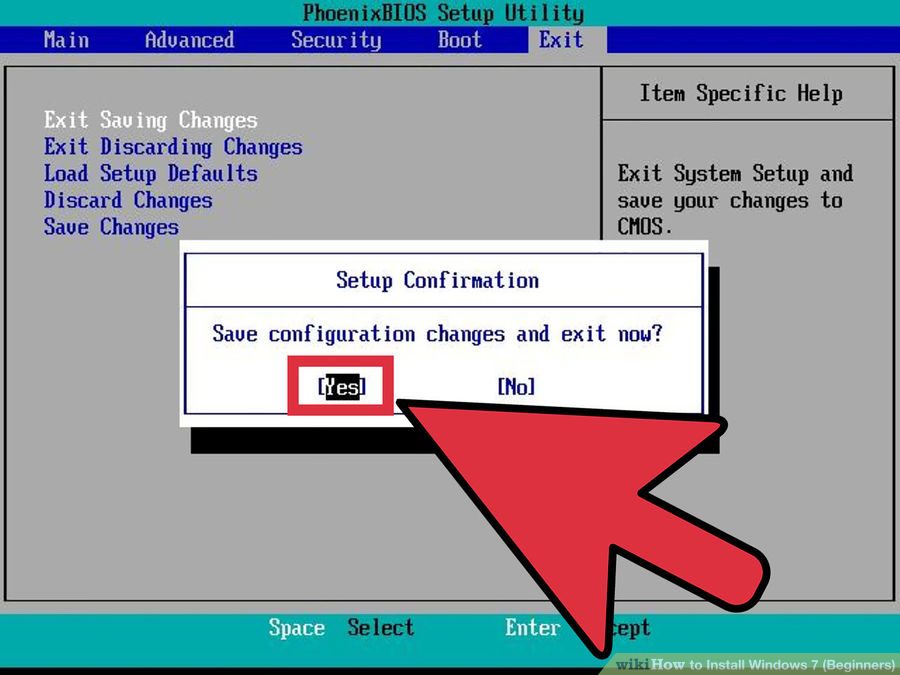 PhoenixBIOS Setup Utility
Main Advanced Security Boot Exit
Item Specific Help
Exit Saving Changes
Exit Discarding Changes
Load Setup Defaults
Discard Changes
Save Changes
Exit System Setup and
save your changes to
CMOS.
Setup Confirmation
Save configuration changes and exit now?
[Yes] [No]
Space Select Enter cept
wikiHow to Install Windows 7 (Beginners)